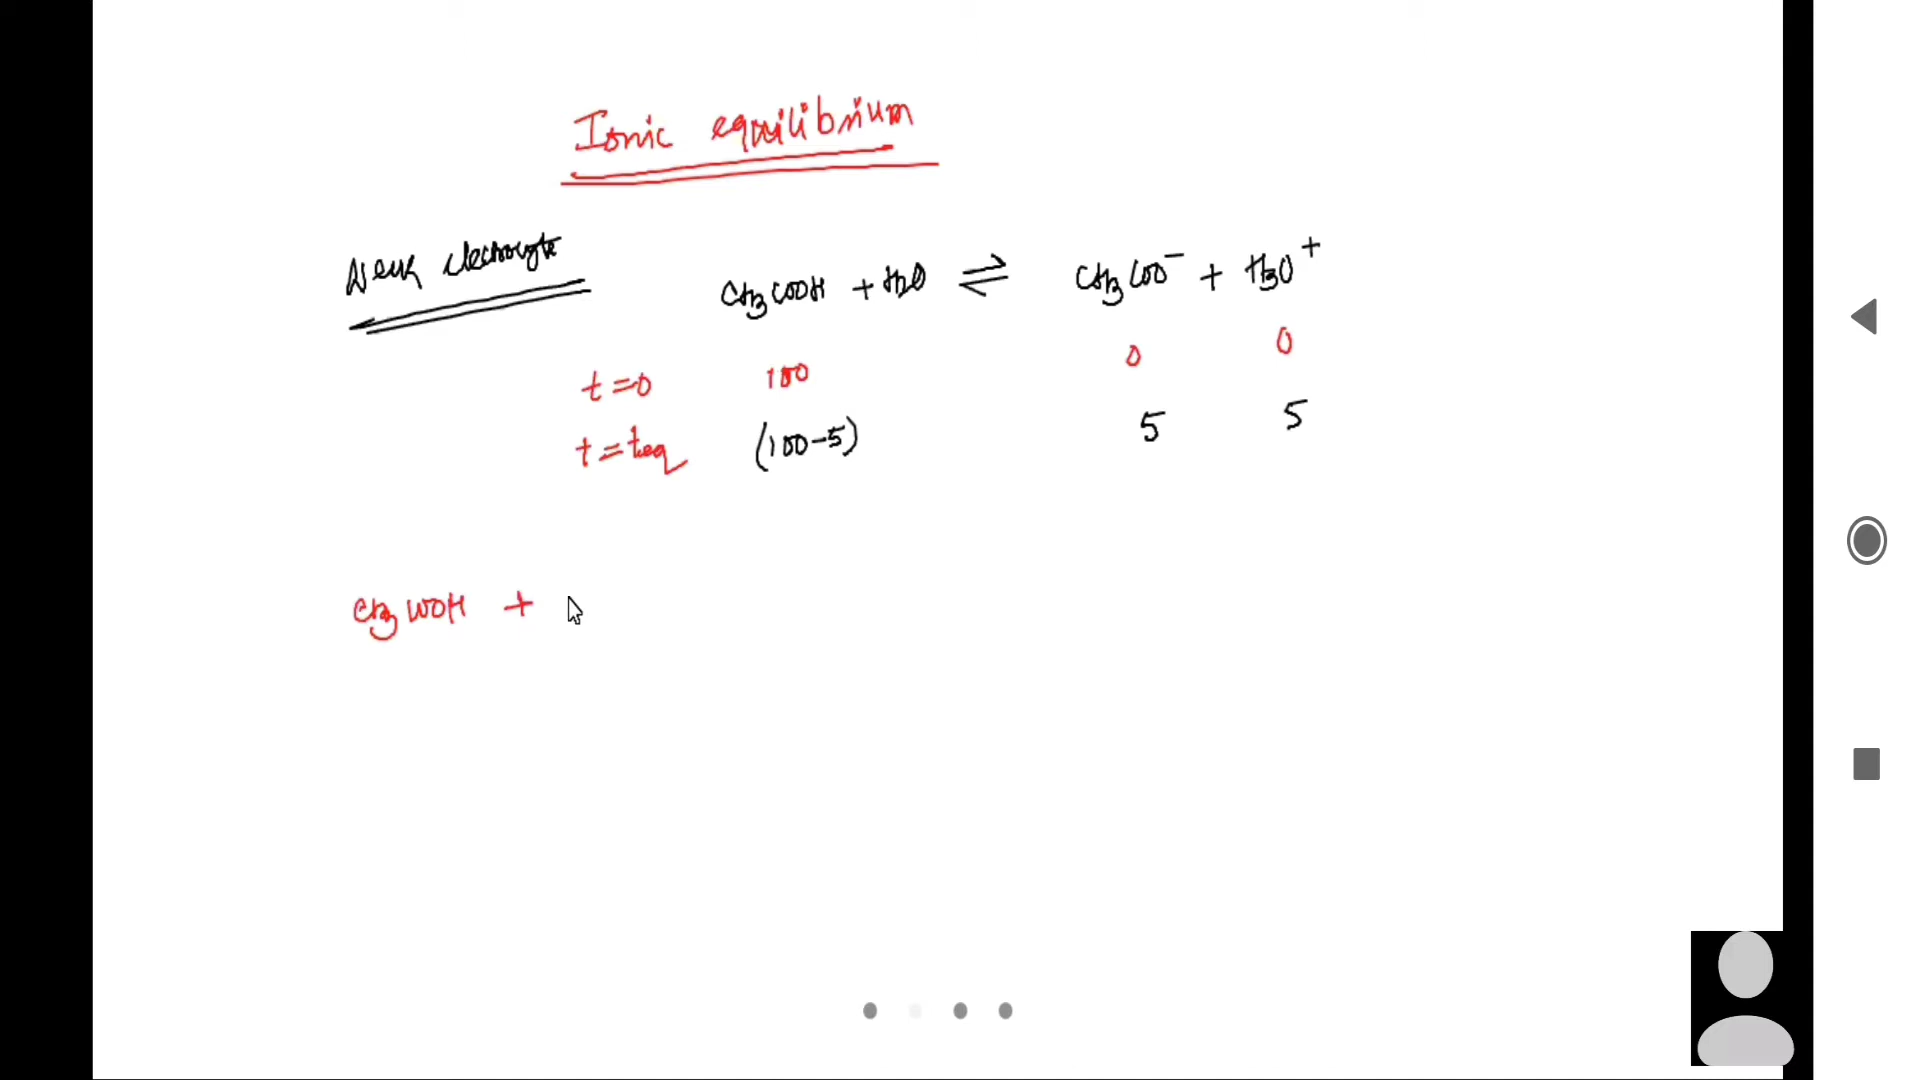 Ionic equilibrium
Weak electrolyte
CH3COOH + H2O ⇌ CH3COO⁻ + H3O⁺
t=0 100 0 0
t=teq (100-5) 5 5
CH3COOH +